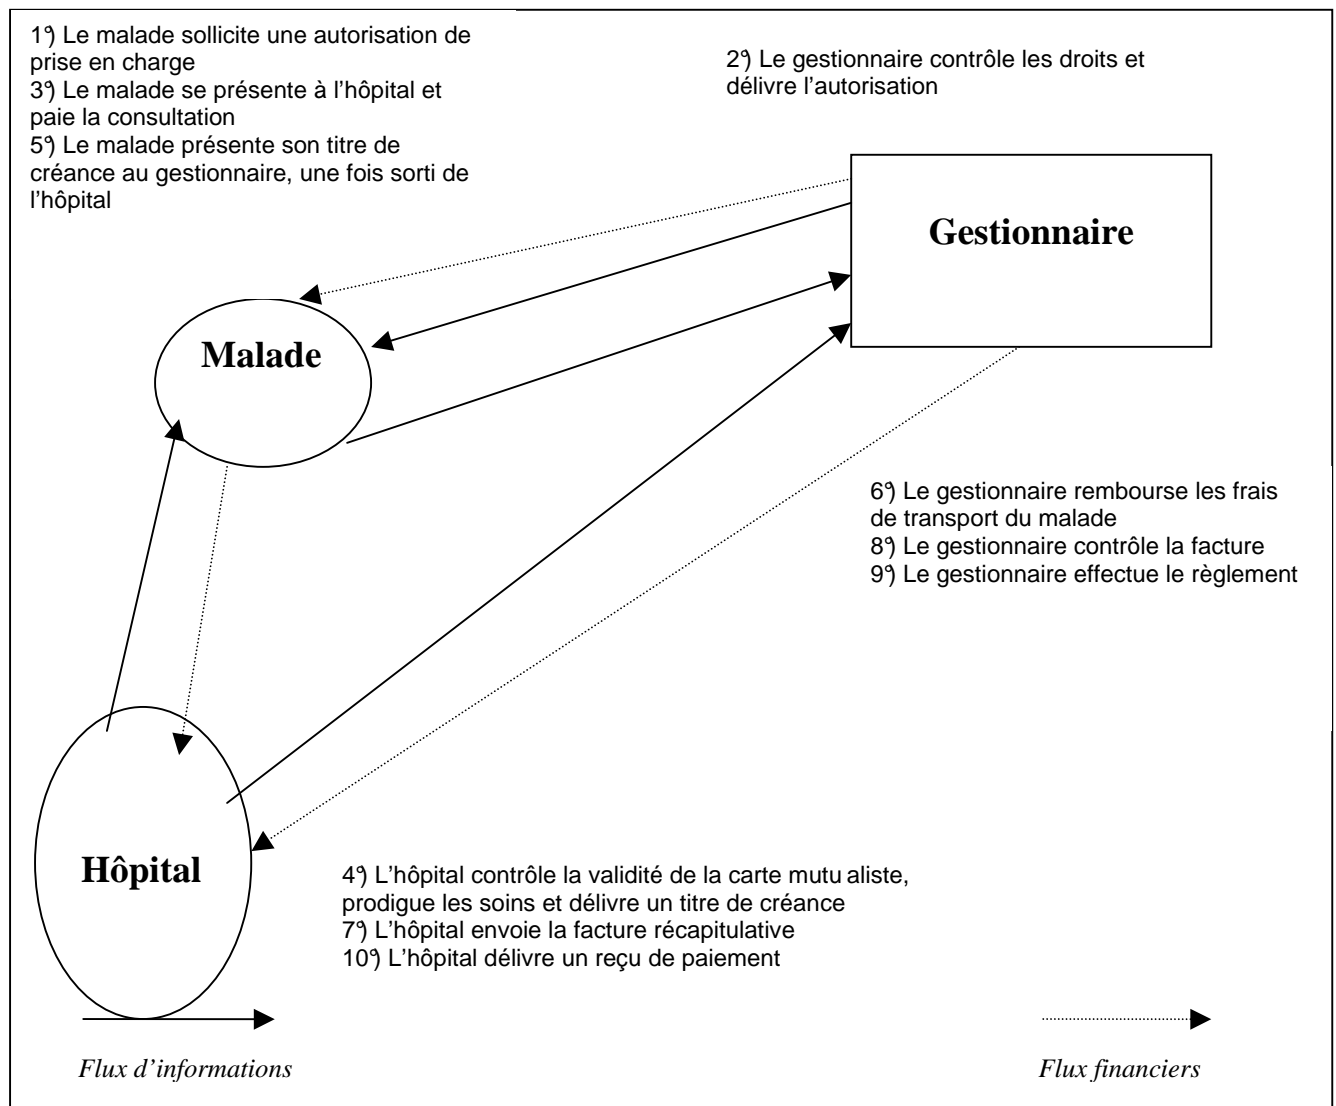 1°) Le malade sollicite une autorisation de
prise en charge
3°) Le malade se présente à l'hôpital et
paie la consultation
5°) Le malade présente son titre de
créance au gestionnaire, une fois sorti de
l'hôpital
2°) Le gestionnaire contrôle les droits et
délivre l'autorisation
Gestionnaire
Malade
6°) Le gestionnaire rembourse les frais
de transport du malade
8°) Le gestionnaire contrôle la facture
9°) Le gestionnaire effectue le règlement
Hôpital
4°) L'hôpital contrôle la validité de la carte mutu aliste,
prodigue les soins et délivre un titre de créance
7°) L'hôpital envoie la facture récapitulative
10°) L'hôpital délivre un reçu de paiement
Flux d'informations
Flux financiers